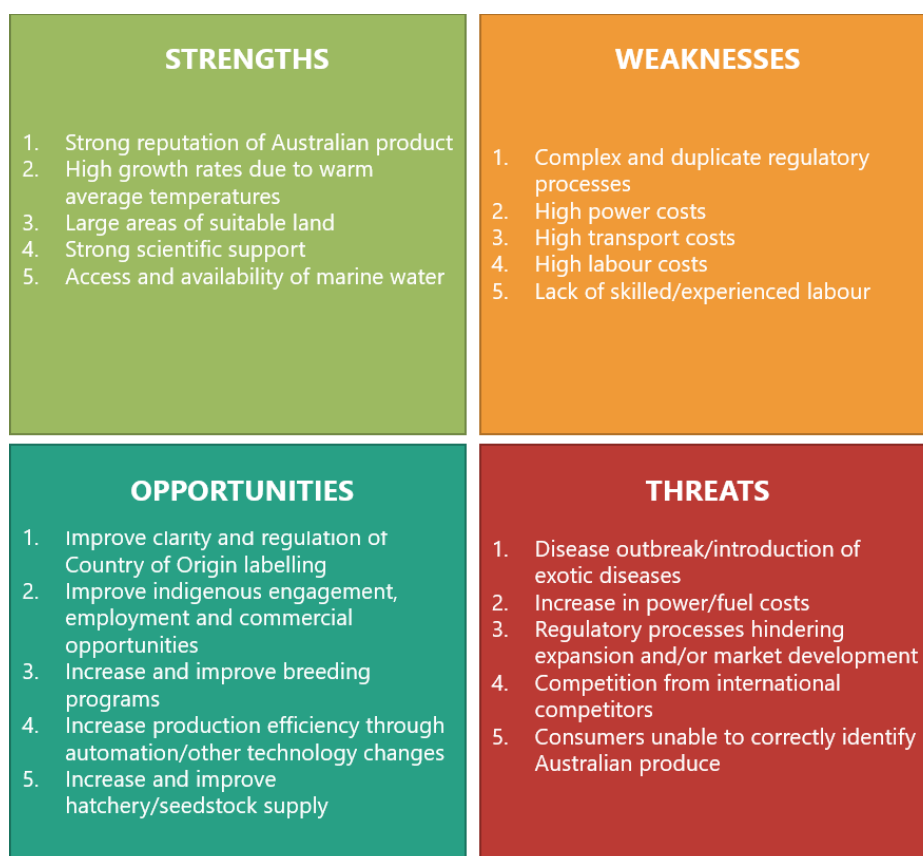 STRENGTHS
1. Strong reputation of Australian product
2. High growth rates due to warm
average temperatures
3. Large areas of suitable land
4. Strong scientific support
5. Access and availability of marine water
WEAKNESSES
1. Complex and duplicate regulatory
processes
2. High power costs
3. High transport costs
4. High labour costs
5. Lack of skilled/experienced labour
OPPORTUNITIES
1. Improve clarity and regulation of
Country of Origin labelling
2. Improve indigenous engagement,
employment and commercial
opportunities
3. Increase and improve breeding
programs
4. Increase production efficiency through
automation/other technology changes
5. Increase and improve
hatchery/seedstock supply
THREATS
1. Disease outbreak/introduction of
exotic diseases
2. Increase in power/fuel costs
3. Regulatory processes hindering
expansion and/or market development
4. Competition from international
competitors
5. Consumers unable to correctly identify
Australian produce